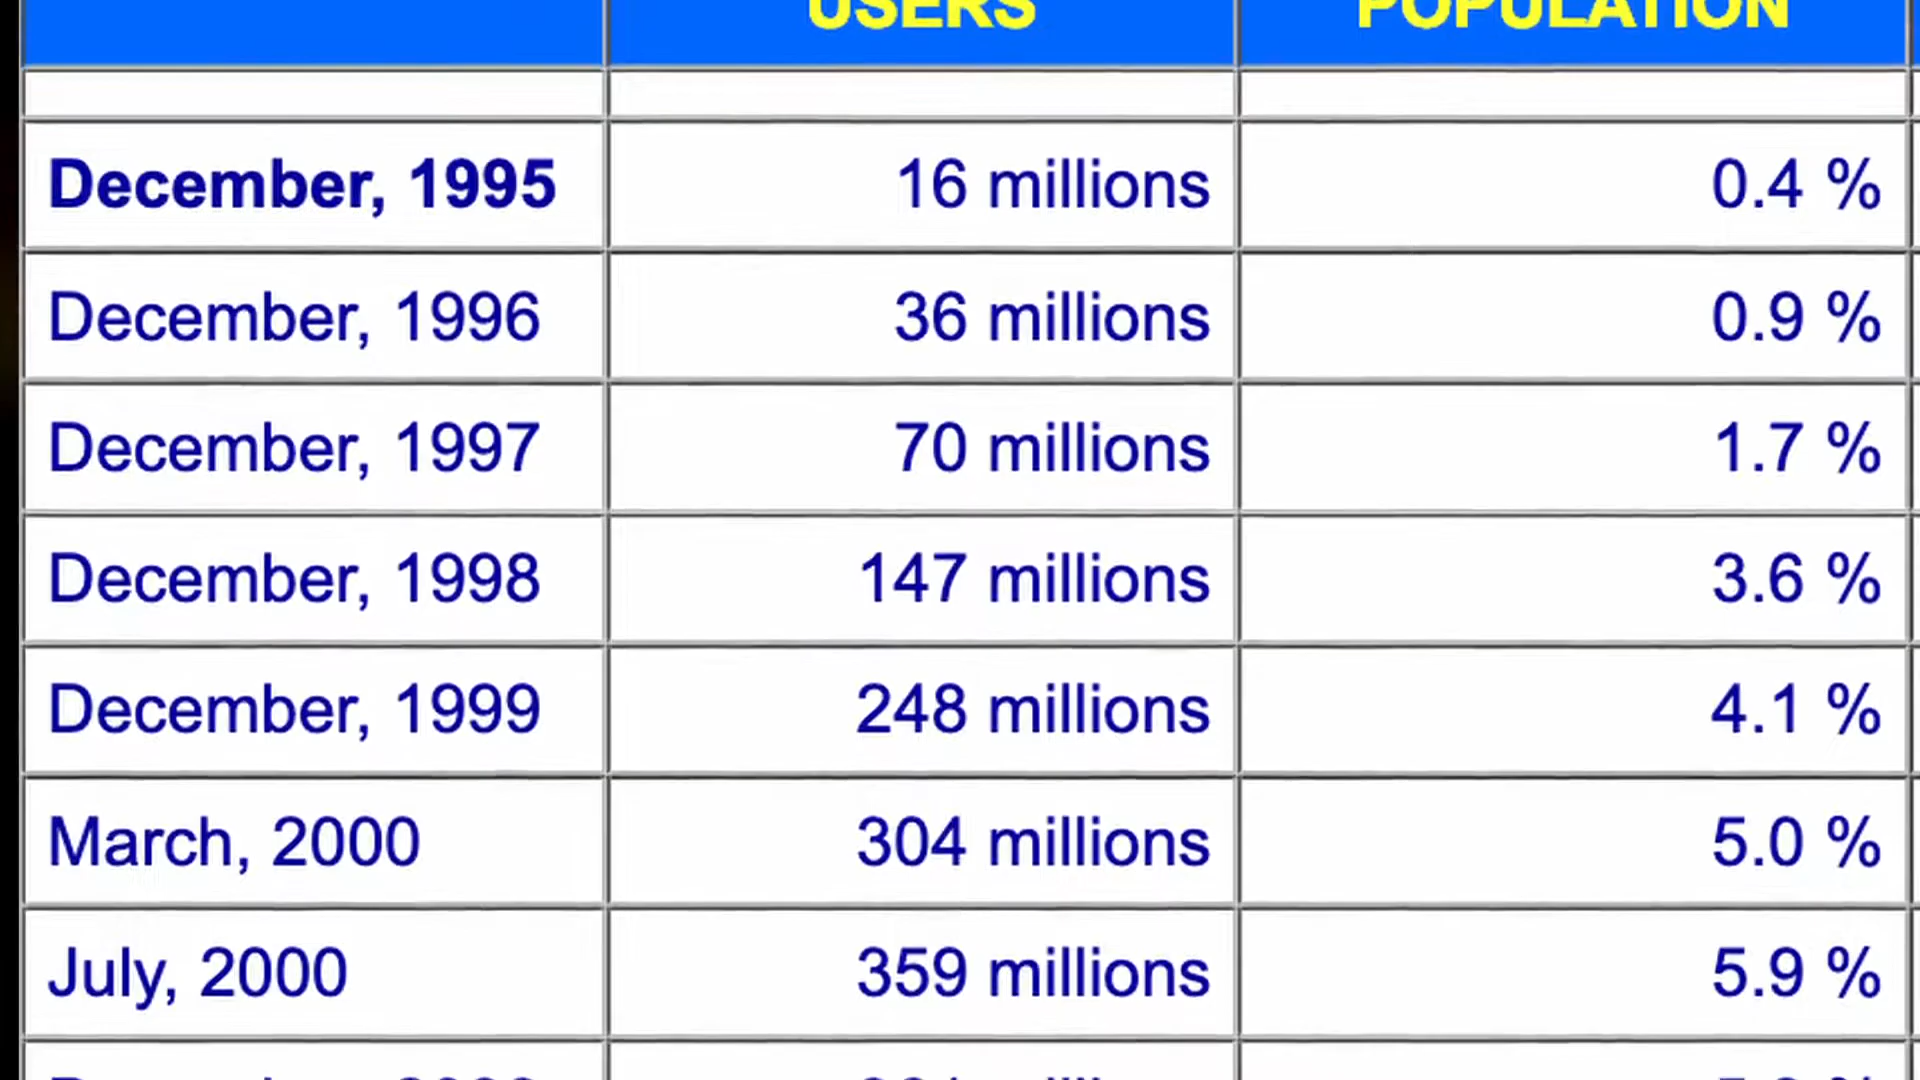 USERS POPULATION
December, 1995 16 millions 0.4 %
December, 1996 36 millions 0.9 %
December, 1997 70 millions 1.7 %
December, 1998 147 millions 3.6 %
December, 1999 248 millions 4.1 %
March, 2000 304 millions 5.0 %
July, 2000 359 millions 5.9 %